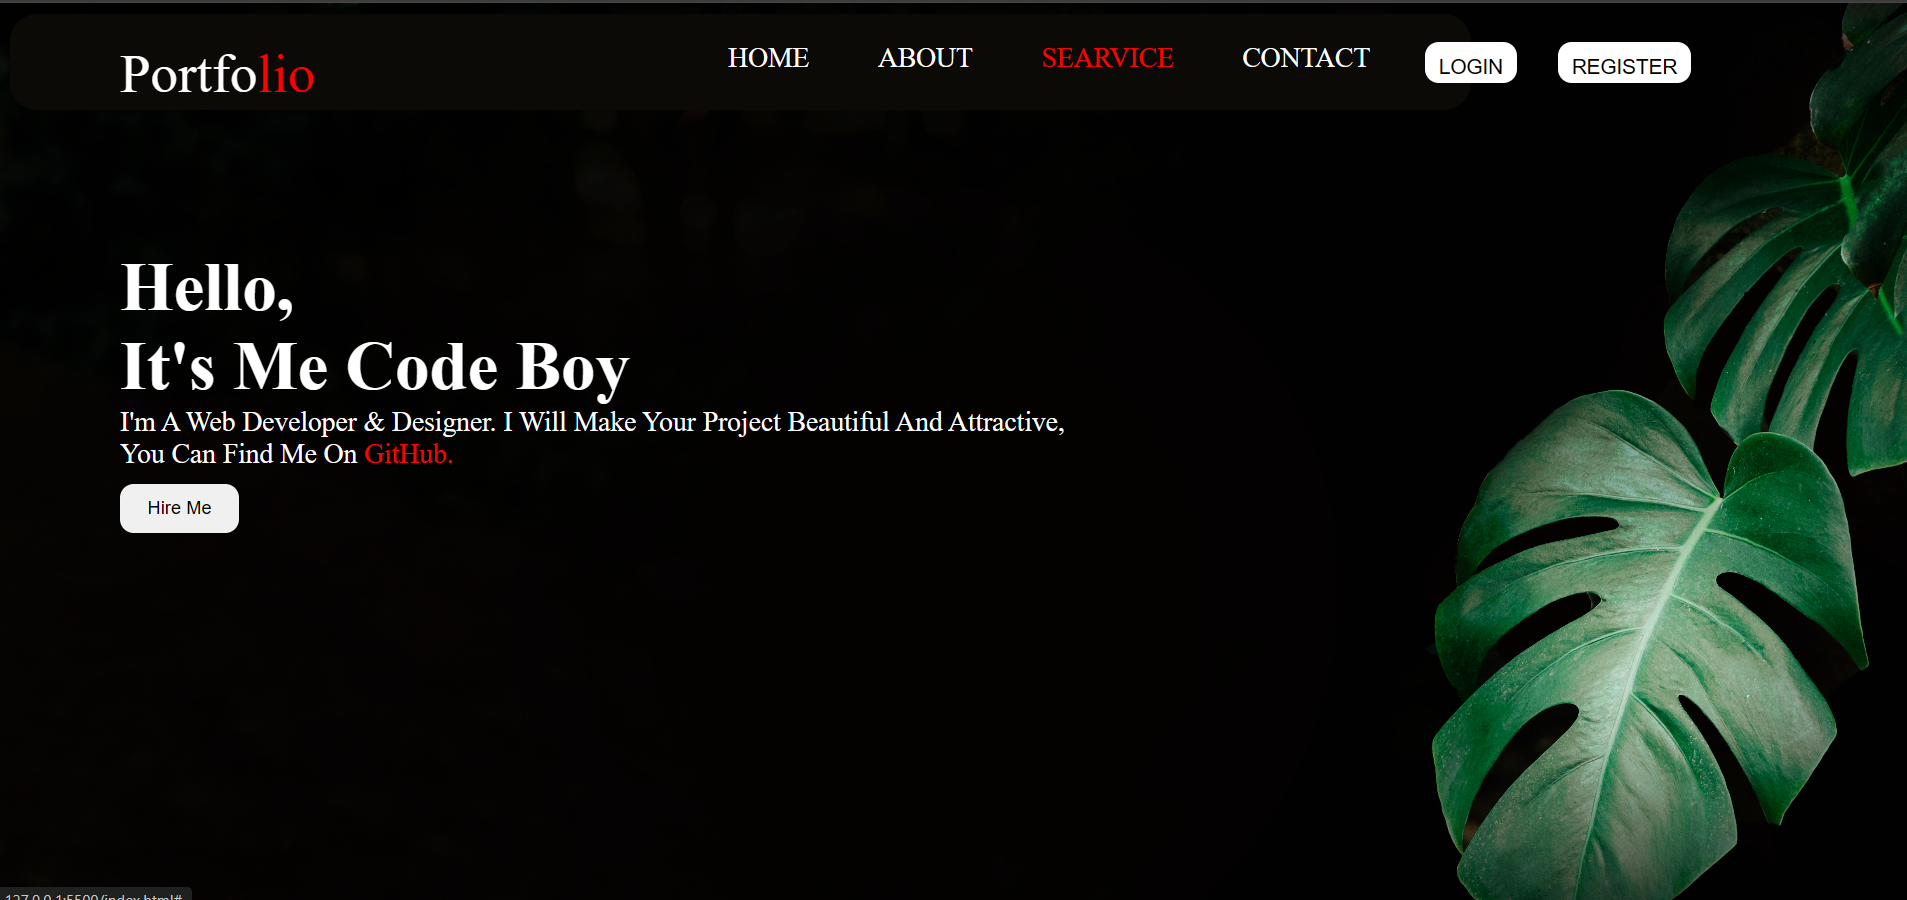 Portfolio
HOME ABOUT SEARVICE CONTACT LOGIN REGISTER
Hello,
It's Me Code Boy
I'm A Web Developer & Designer. I Will Make Your Project Beautiful And Attractive,
You Can Find Me On GitHub.
Hire Me
127.0.0.1:5500/index.html#